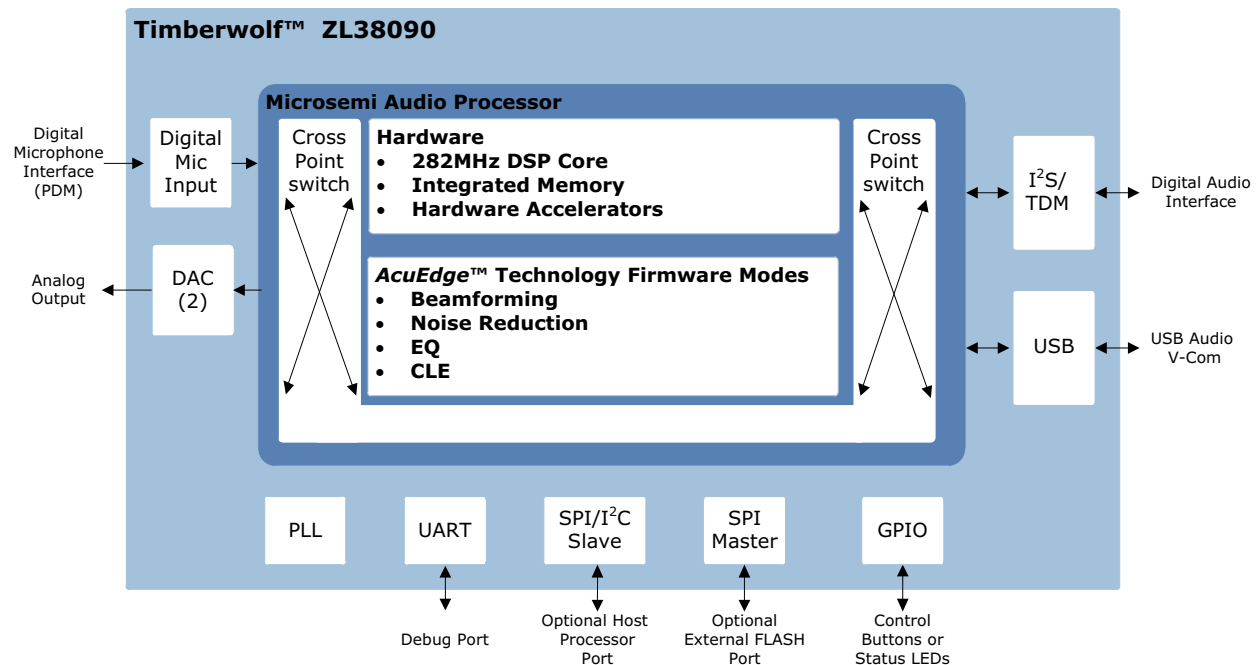 Timberwolf™ ZL38090
Microsemi Audio Processor
Digital
Microphone
Interface
(PDM)
Digital
Mic
Input
Cross
Point
switch
Hardware
• 282MHz DSP Core
• Integrated Memory
• Hardware Accelerators
Cross
Point
switch
I²S/
TDM
Digital Audio
Interface
Analog
Output
DAC
(2)
AcuEdge™ Technology Firmware Modes
• Beamforming
• Noise Reduction
• EQ
• CLE
USB
USB Audio
V-Com
PLL
UART
SPI/I²C
Slave
SPI
Master
GPIO
Debug Port
Optional Host
Processor
Port
Optional
External FLASH
Port
Control
Buttons or
Status LEDs